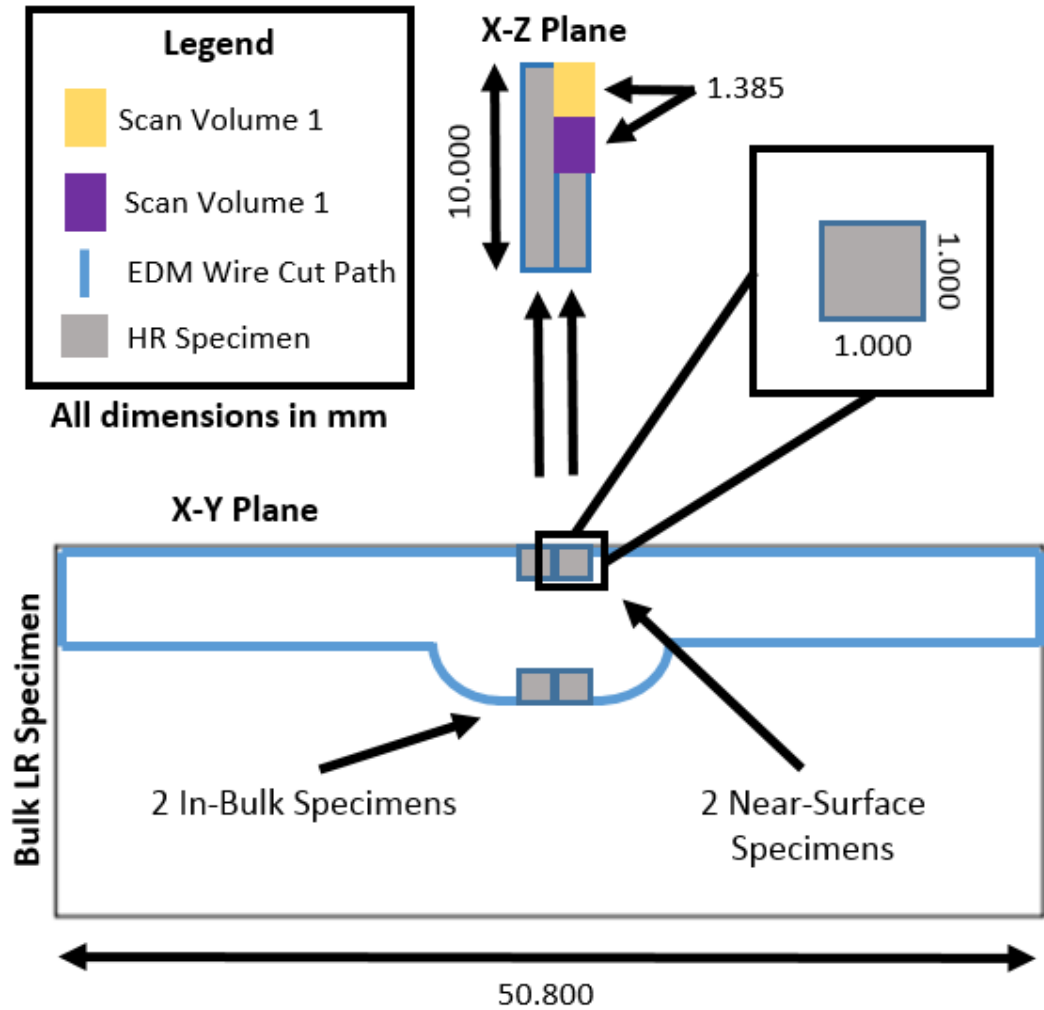 Legend
Scan Volume 1
Scan Volume 1
EDM Wire Cut Path
HR Specimen
All dimensions in mm
X-Z Plane
10.000
1.385
1.000
1.000
X-Y Plane
Bulk LR Specimen
2 In-Bulk Specimens
2 Near-Surface
Specimens
50.800